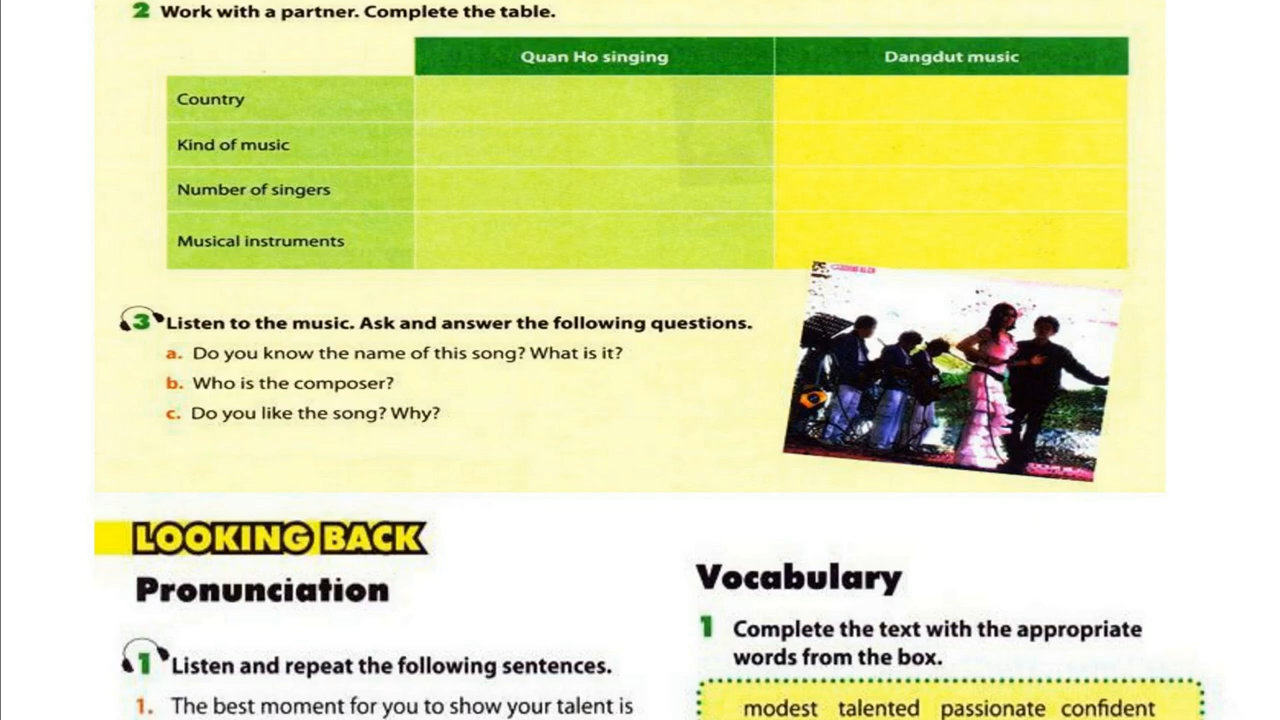 2 Work with a partner. Complete the table.
Quan Ho singing Dangdut music
Country
Kind of music
Number of singers
Musical instruments
3 Listen to the music. Ask and answer the following questions.
a. Do you know the name of this song? What is it?
b. Who is the composer?
c. Do you like the song? Why?
LOOKING BACK
Pronunciation
1 Listen and repeat the following sentences.
1. The best moment for you to show your talent is
Vocabulary
1 Complete the text with the appropriate
words from the box.
modest talented passionate confident